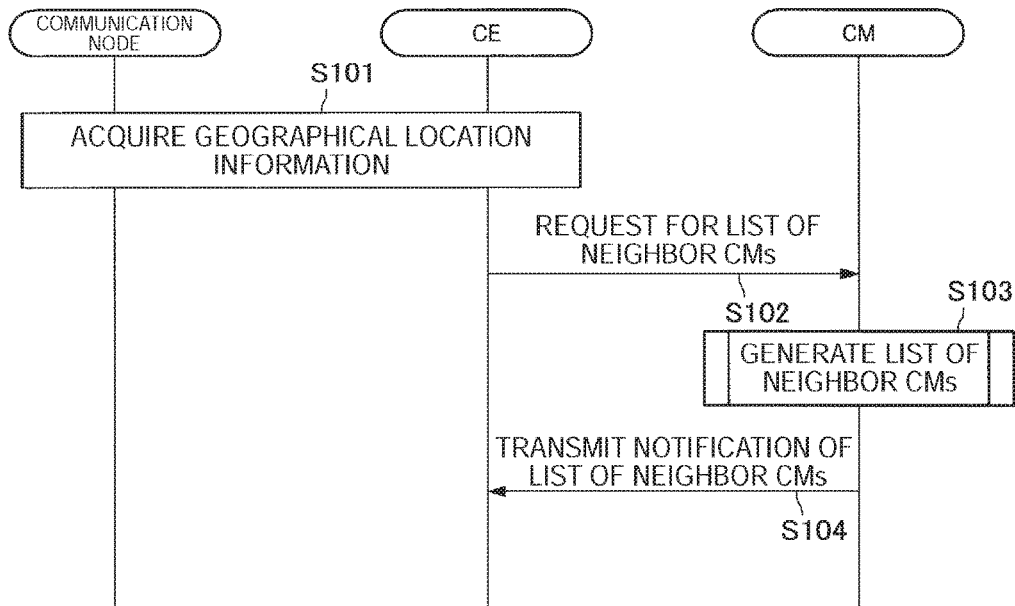 COMMUNICATION
NODE
CE
CM
S101
ACQUIRE GEOGRAPHICAL LOCATION
INFORMATION
REQUEST FOR LIST OF
NEIGHBOR CMs
S102
S103
GENERATE LIST OF
NEIGHBOR CMs
TRANSMIT NOTIFICATION OF
LIST OF NEIGHBOR CMs
S104